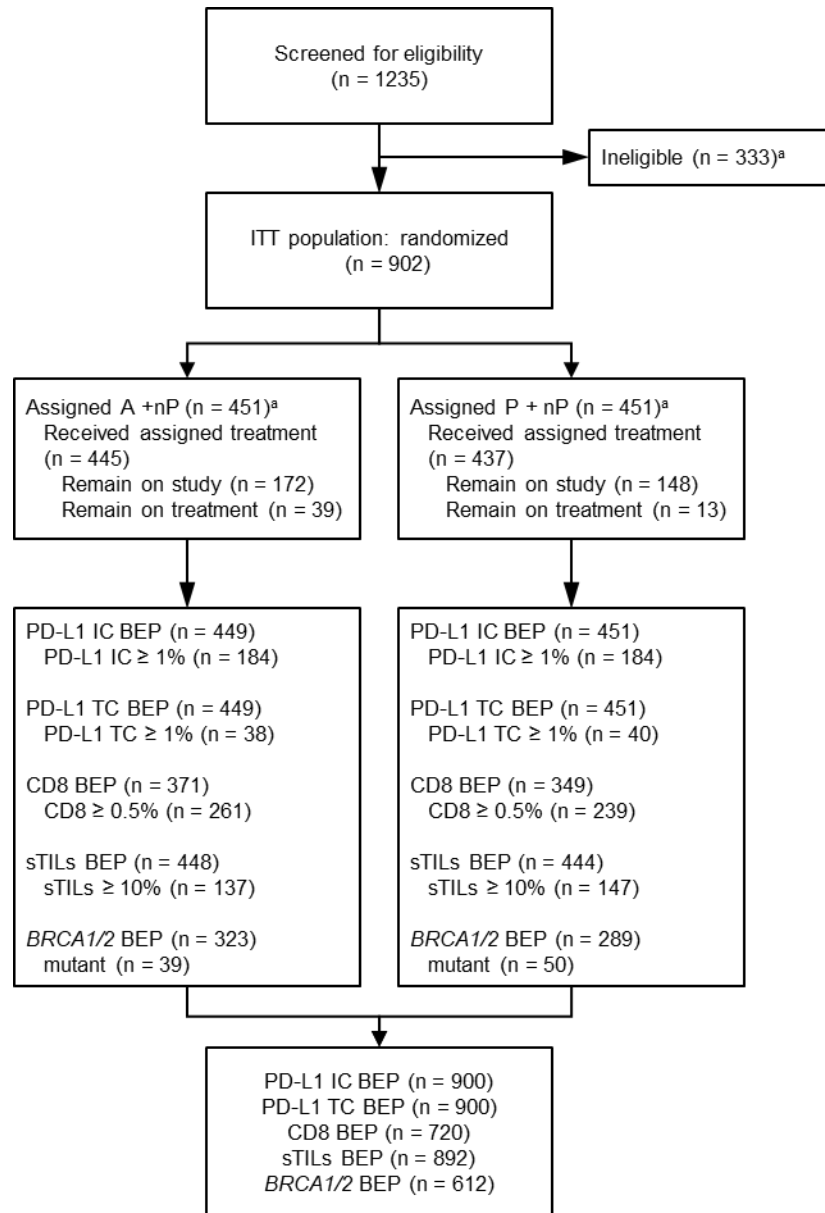 Screened for eligibility
(n = 1235)
Ineligible (n = 333)ᵃ
ITT population: randomized
(n = 902)
Assigned A +nP (n = 451)ᵃ
Received assigned treatment
(n = 445)
Remain on study (n = 172)
Remain on treatment (n = 39)
Assigned P + nP (n = 451)ᵃ
Received assigned treatment
(n = 437)
Remain on study (n = 148)
Remain on treatment (n = 13)
PD-L1 IC BEP (n = 449)
PD-L1 IC ≥ 1% (n = 184)
PD-L1 TC BEP (n = 449)
PD-L1 TC ≥ 1% (n = 38)
CD8 BEP (n = 371)
CD8 ≥ 0.5% (n = 261)
sTILs BEP (n = 448)
sTILs ≥ 10% (n = 137)
BRCA1/2 BEP (n = 323)
mutant (n = 39)
PD-L1 IC BEP (n = 451)
PD-L1 IC ≥ 1% (n = 184)
PD-L1 TC BEP (n = 451)
PD-L1 TC ≥ 1% (n = 40)
CD8 BEP (n = 349)
CD8 ≥ 0.5% (n = 239)
sTILs BEP (n = 444)
sTILs ≥ 10% (n = 147)
BRCA1/2 BEP (n = 289)
mutant (n = 50)
PD-L1 IC BEP (n = 900)
PD-L1 TC BEP (n = 900)
CD8 BEP (n = 720)
sTILs BEP (n = 892)
BRCA1/2 BEP (n = 612)